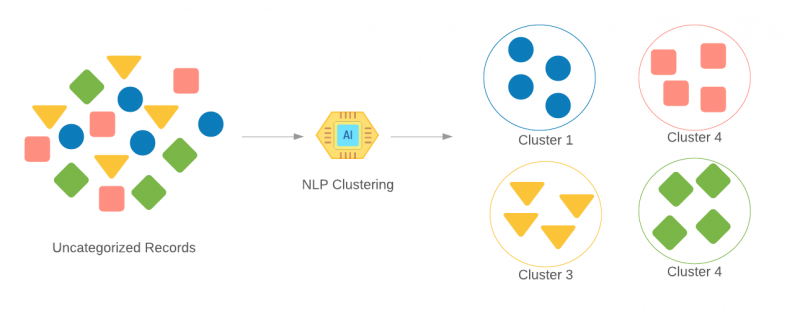 AI
Uncategorized Records
NLP Clustering
Cluster 1
Cluster 4
Cluster 3
Cluster 4